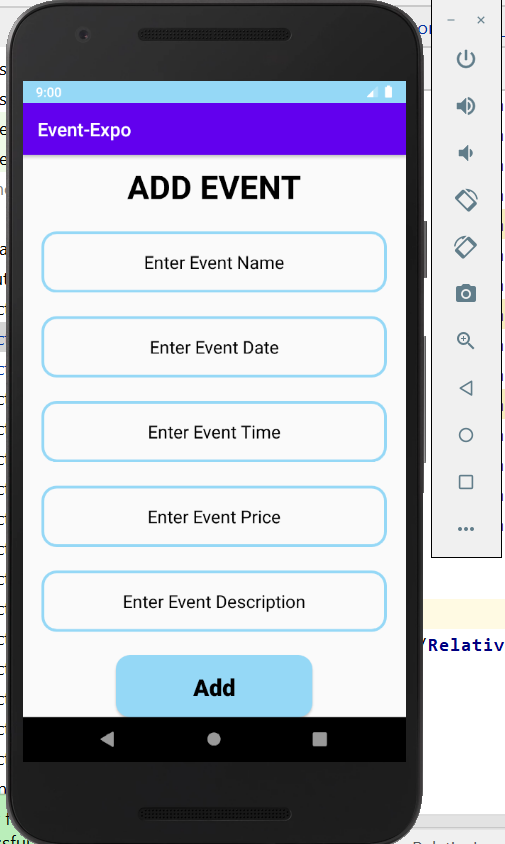 9:00
Event-Expo
ADD EVENT
Enter Event Name
Enter Event Date
Enter Event Time
Enter Event Price
Enter Event Description
Add
/Relativ